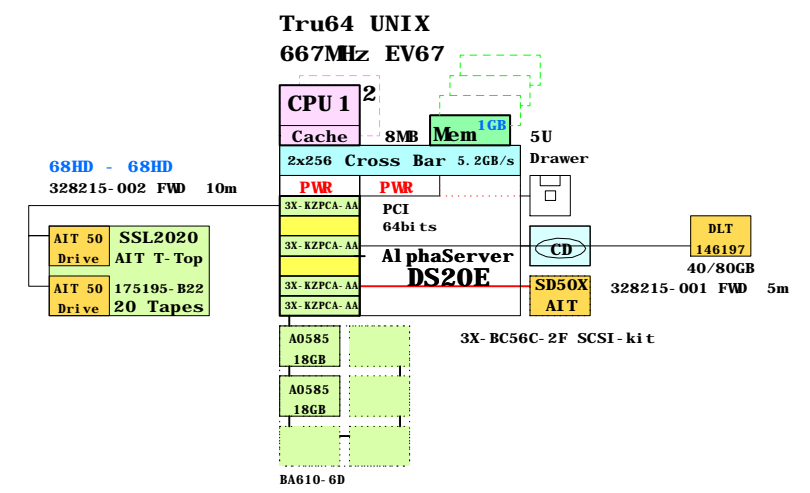 Tru64 UNIX
667MHz EV67
CPU 1
2
Cache
8MB
Mem
1GB
5U
Drawer
2x256 Cross Bar 5.2GB/s
68HD - 68HD
328215-002 FWD 10m
PWR
PWR
3X-KZPCA-AA
PCI
64bits
3X-KZPCA-AA
AlphaServer
DS20E
3X-KZPCA-AA
3X-KZPCA-AA
AIT 50
Drive
SSL2020
AIT T-Top
AIT 50
Drive
175195-B22
20 Tapes
CD
DLT
146197
40/80GB
SD50X
AIT
328215-001 FWD 5m
3X-BC56C-2F SCSI-kit
A0585
18GB
A0585
18GB
BA610-6D